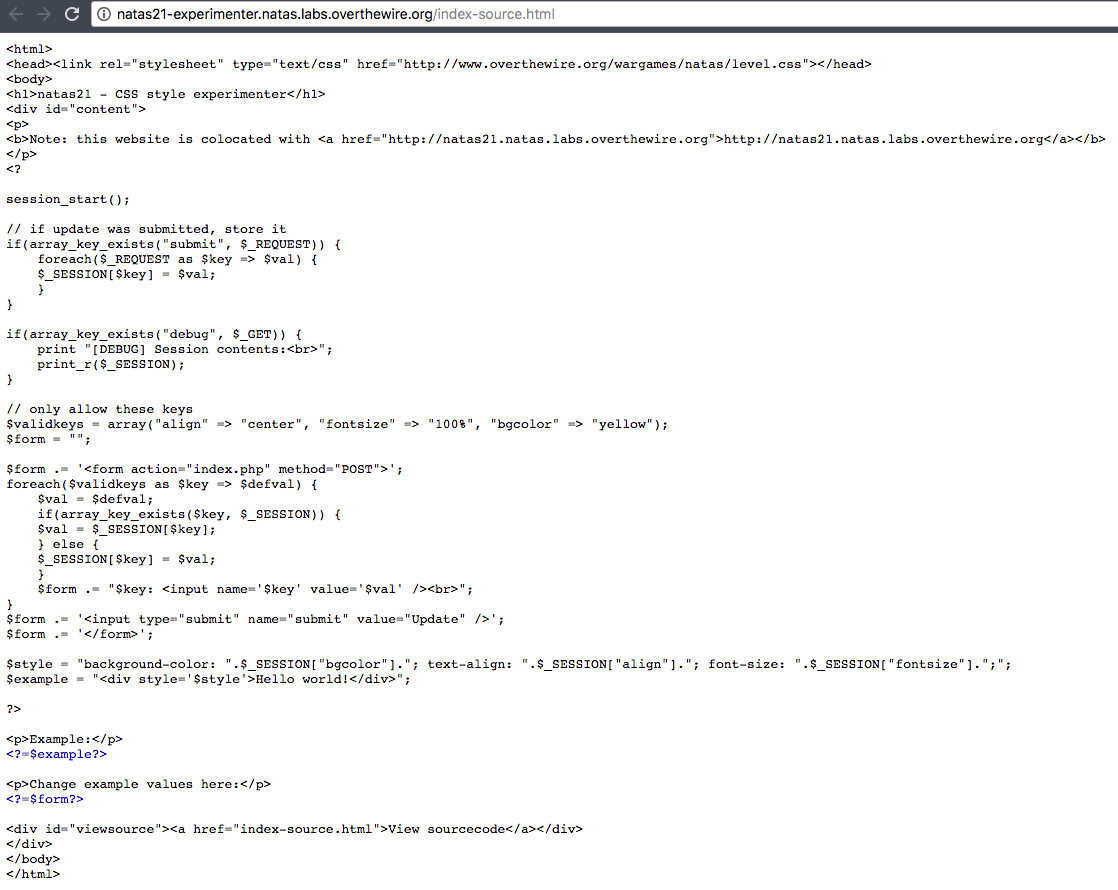 natas21-experimenter.natas.labs.overthewire.org/index-source.html
<html>
<head><link rel="stylesheet" type="text/css" href="http://www.overthewire.org/wargames/natas/level.css"></head>
<body>
<h1>natas21 - CSS style experimenter</h1>
<div id="content">
<p>
<b>Note: this website is colocated with <a href="http://natas21.natas.labs.overthewire.org">http://natas21.natas.labs.overthewire.org</a></b>
</p>
<?

session_start();

// if update was submitted, store it
if(array_key_exists("submit", $_REQUEST)) {
    foreach($_REQUEST as $key => $val) {
    $_SESSION[$key] = $val;
    }
}

if(array_key_exists("debug", $_GET)) {
    print "[DEBUG] Session contents:<br>";
    print_r($_SESSION);
}

// only allow these keys
$validkeys = array("align" => "center", "fontsize" => "100%", "bgcolor" => "yellow");
$form = "";

$form .= '<form action="index.php" method="POST">';
foreach($validkeys as $key => $defval) {
    $val = $defval;
    if(array_key_exists($key, $_SESSION)) {
    $val = $_SESSION[$key];
    } else {
    $_SESSION[$key] = $val;
    }
    $form .= "$key: <input name='$key' value='$val' /><br>";
}
$form .= '<input type="submit" name="submit" value="Update" />';
$form .= '</form>';

$style = "background-color: ".$_SESSION["bgcolor"]."; text-align: ".$_SESSION["align"]."; font-size: ".$_SESSION["fontsize"].";";
$example = "<div style='$style'>Hello world!</div>";

?>

<p>Example:</p>
<?=$example?>

<p>Change example values here:</p>
<?=$form?>

<div id="viewsource"><a href="index-source.html">View sourcecode</a></div>
</div>
</body>
</html>